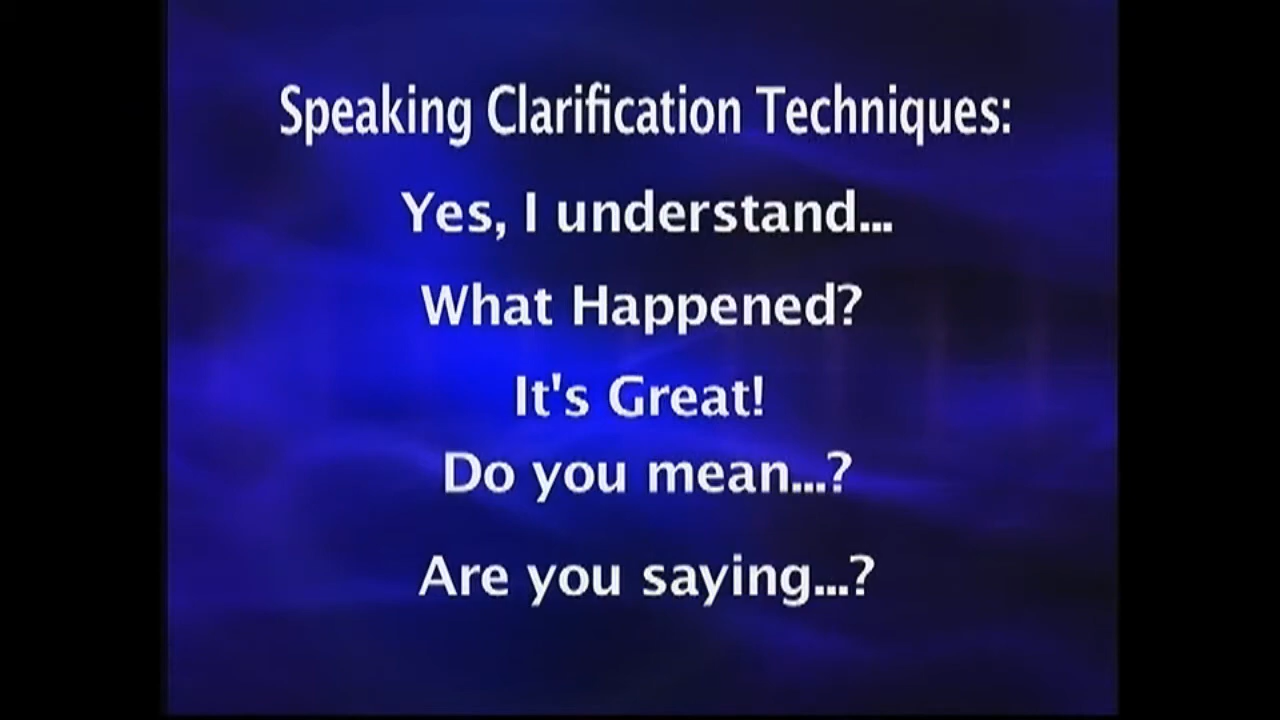 Speaking Clarification Techniques:
Yes, I understand...
What Happened?
It's Great!
Do you mean...?
Are you saying...?